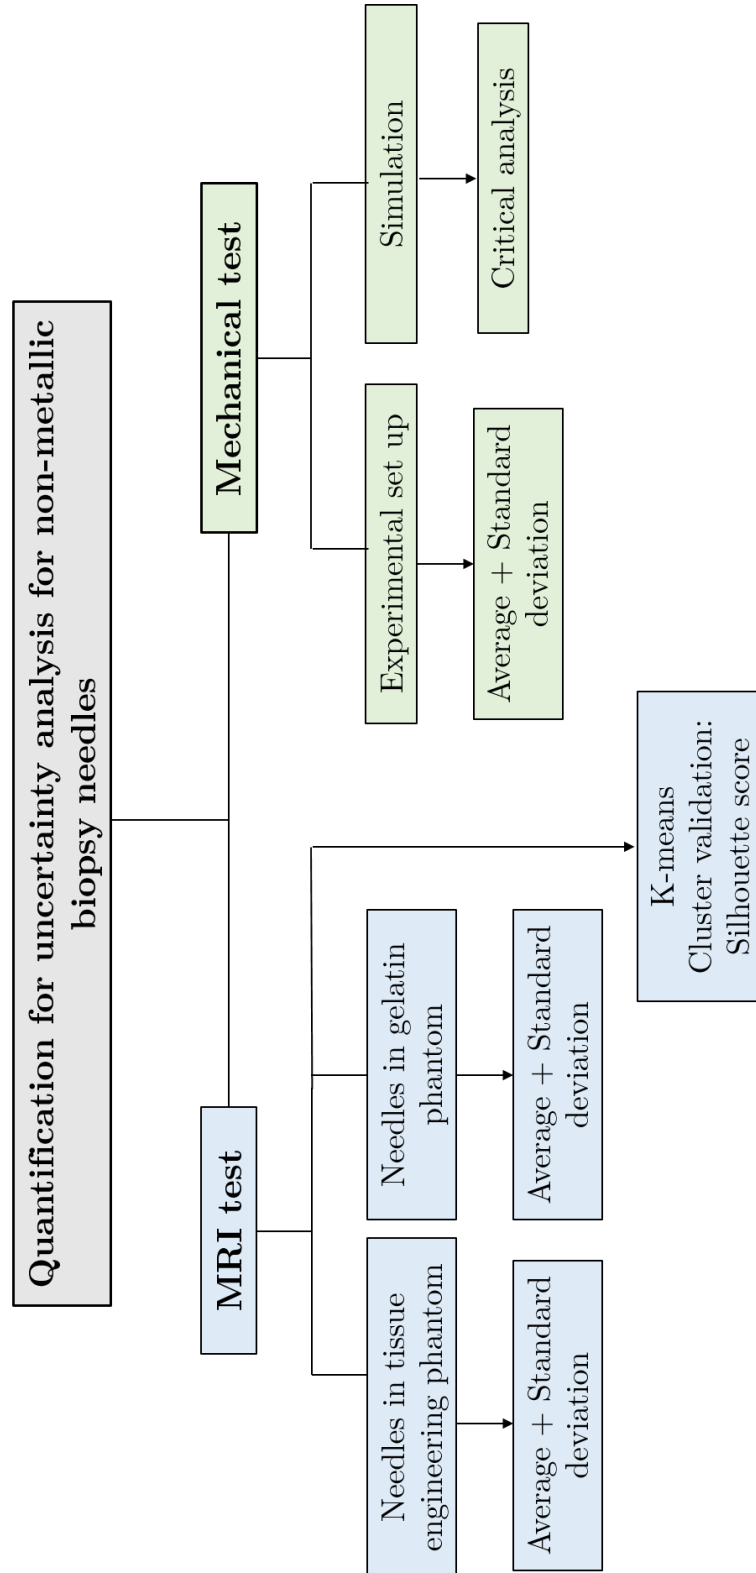 Quantification for uncertainty analysis for non-metallic
biopsy needles
MRI test
Mechanical test
Needles in tissue
engineering phantom
Needles in gelatin
phantom
Experimental set up
Simulation
Average + Standard
deviation
Average + Standard
deviation
Average + Standard
deviation
Critical analysis
K-means
Cluster validation:
Silhouette score